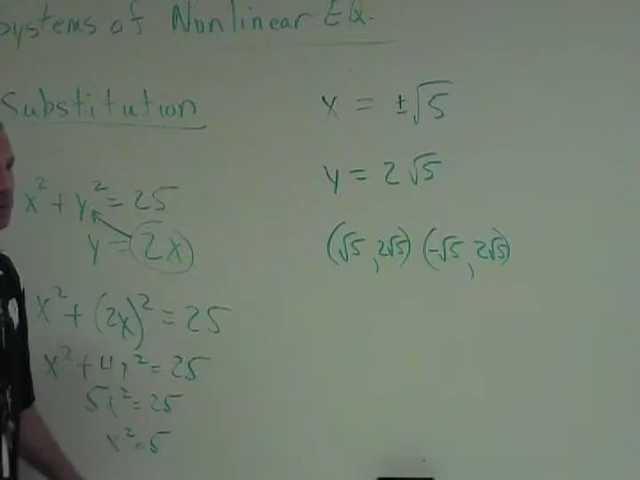 Systems of Nonlinear EQ.
Substitution
x² + y² = 25
y = 2x
x² + (2x)² = 25
x² + 4x² = 25
5x² = 25
x² = 5
x = ±√5
y = 2√5
(√5, 2√5) (-√5, 2√5)